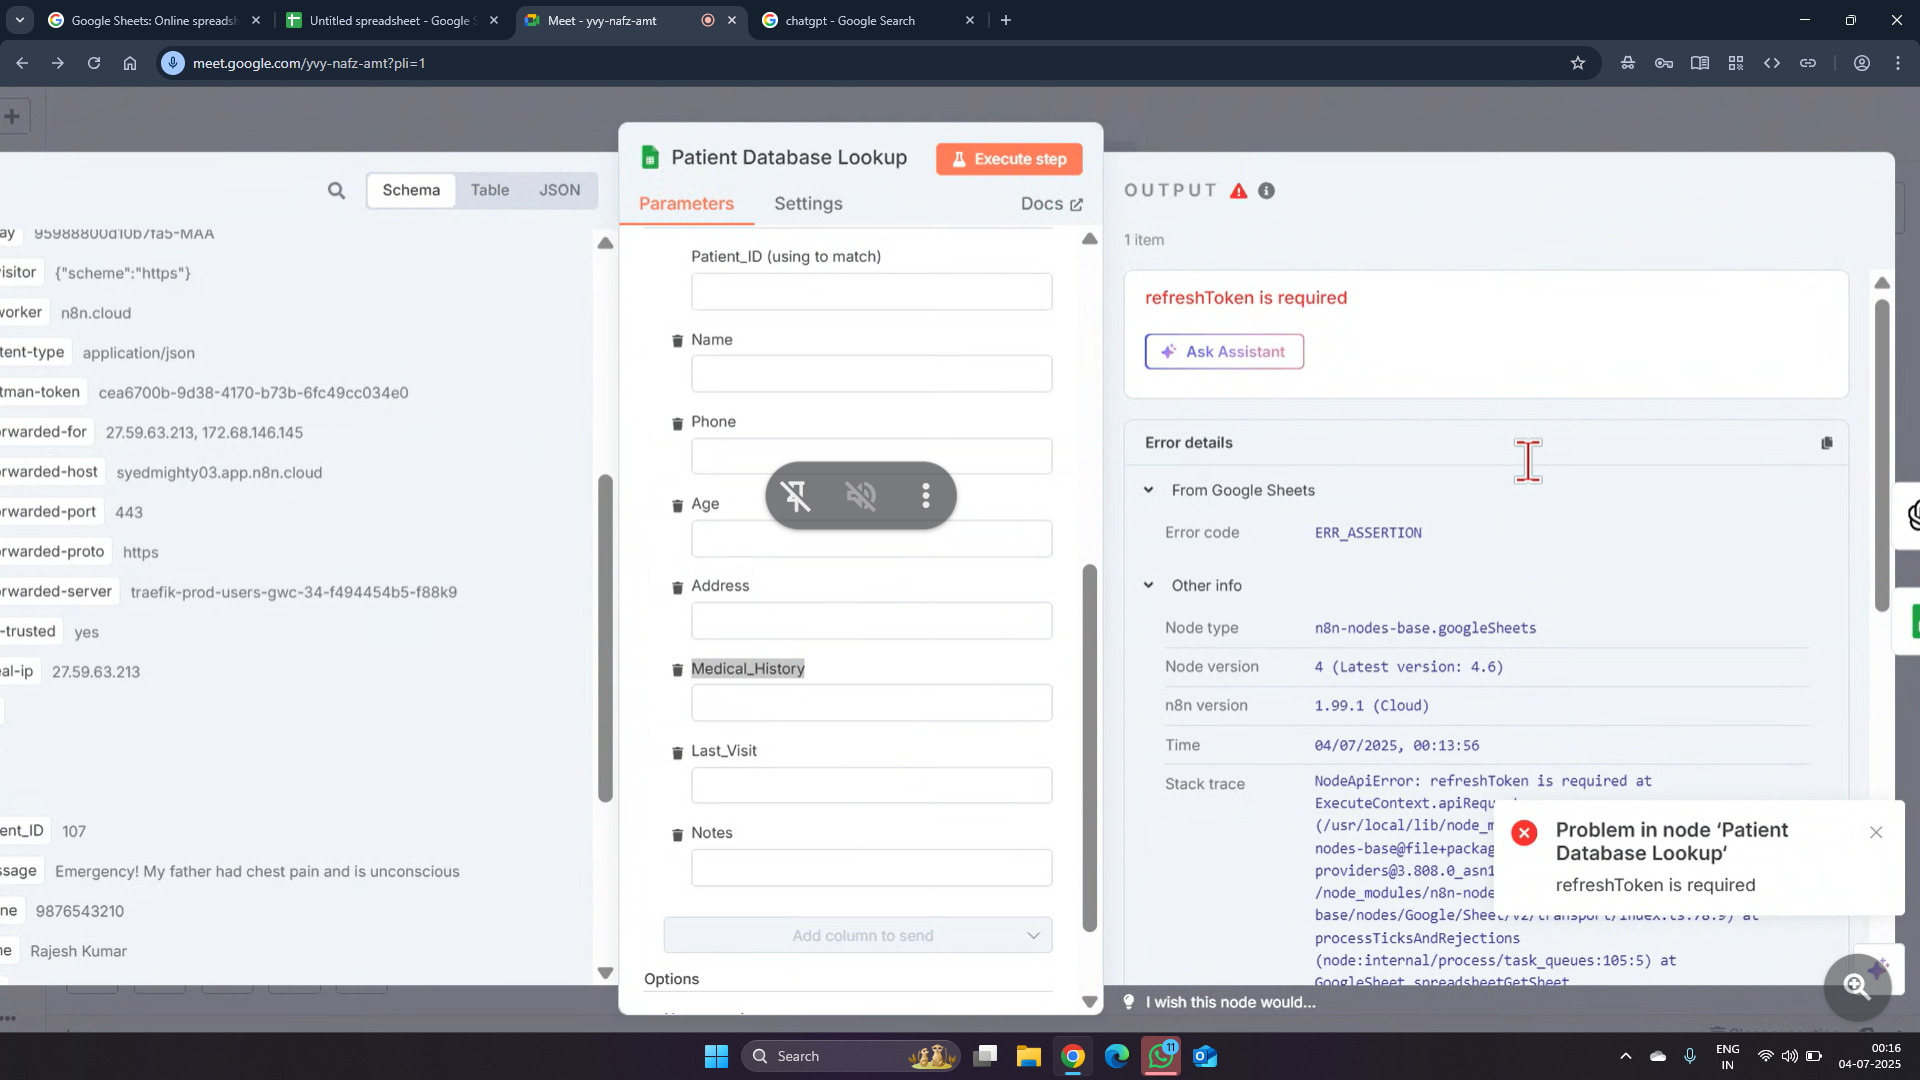 Google Sheets: Online spreadsh
Untitled spreadsheet - Google S
Meet - yvy-nafz-amt
chatgpt - Google Search
meet.google.com/yvy-nafz-amt?pli=1
Schema
Table
JSON
ay 95988800d10b7fa5-MAA
isitor {"scheme":"https"}
vorker n8n.cloud
tent-type application/json
tman-token cea6700b-9d38-4170-b73b-6fc49cc034e0
rwarded-for 27.59.63.213, 172.68.146.145
rwarded-host syedmighty03.app.n8n.cloud
rwarded-port 443
rwarded-proto https
rwarded-server traefik-prod-users-gwc-34-f494454b5-f88k9
-trusted yes
eal-ip 27.59.63.213
ent_ID 107
ssage Emergency! My father had chest pain and is unconscious
ne 9876543210
ne Rajesh Kumar
Patient Database Lookup
Execute step
Parameters
Settings
Docs
Patient_ID (using to match)
Name
Phone
Age
Address
Medical_History
Last_Visit
Notes
Add column to send
Options
OUTPUT
1 item
refreshToken is required
Ask Assistant
Error details
From Google Sheets
Error code ERR_ASSERTION
Other info
Node type n8n-nodes-base.googleSheets
Node version 4 (Latest version: 4.6)
n8n version 1.99.1 (Cloud)
Time 04/07/2025, 00:13:56
Stack trace NodeApiError: refreshToken is required at
ExecuteContext.apiRequ
(/usr/local/lib/node_m
nodes-base@file+packag
providers@3.808.0_asn1
/node_modules/n8n-node
base/nodes/Google/Sheet/v2/transport/index.ts:78:9) at
processTicksAndRejections
(node:internal/process/task_queues:105:5) at
GoogleSheet.spreadsheetGetSheet
Problem in node ‘Patient
Database Lookup‘
refreshToken is required
I wish this node would...
Search
11
ENG
IN
00:16
04-07-2025